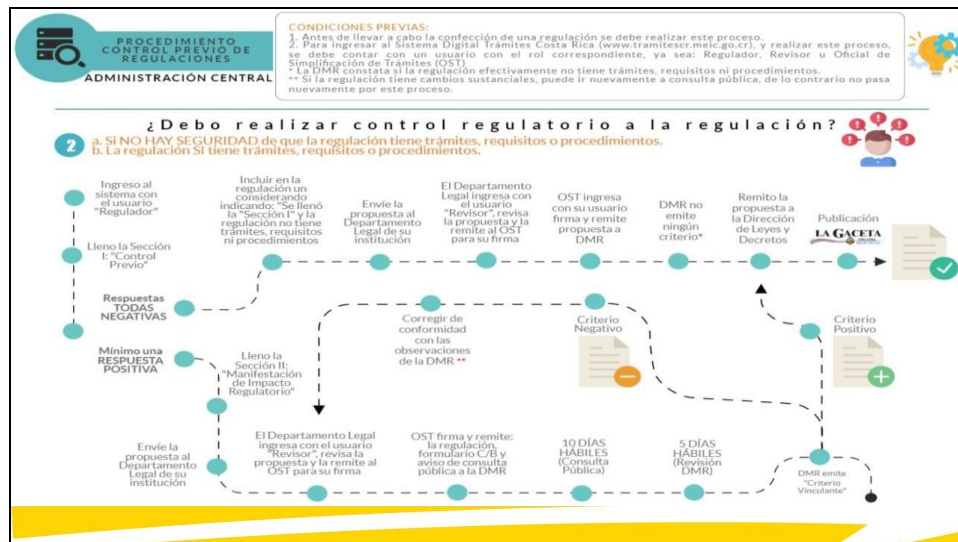 PROCEDIMIENTO
CONTROL PREVIO DE
REGULACIONES
ADMINISTRACIÓN CENTRAL
CONDICIONES PREVIAS:
1. Antes de llevar a cabo la confección de una regulación se debe realizar este proceso.
2. Para ingresar al Sistema Digital Trámites Costa Rica (www.tramitescr.meic.go.cr), y realizar este proceso,
se debe contar con un usuario con el rol correspondiente, ya sea: Regulador, Revisor u Oficial de
Simplificación de Trámites (OST)
* La DMR constata si la regulación efectivamente no tiene trámites, requisitos ni procedimientos.
** Si la regulación tiene cambios sustanciales, puede ir nuevamente a consulta pública, de lo contrario no pasa
nuevamente por este proceso.
¿Debo realizar control regulatorio a la regulación?
2
a. Si NO HAY SEGURIDAD de que la regulación tiene trámites, requisitos o procedimientos.
b. La regulación SI tiene trámites, requisitos o procedimientos.
Ingreso al
sistema con
el usuario
"Regulador"
Lleno la Sección
I: "Control
Previo"
Respuestas
TODAS
NEGATIVAS
Mínimo una
RESPUESTA
POSITIVA
Incluir en la
regulación un
considerando
indicando: "Se llenó
la "Sección I" y la
regulación no tiene
trámites, requisitos
ni procedimientos
Envíe la
propuesta al
Departamento
Legal de su
institución
El Departamento
Legal ingresa con
el usuario
"Revisor", revisa
la propuesta y la
remite al OST
para su firma
OST ingresa
con su usuario
firma y remite
propuesta a
DMR
DMR no
emite
ningún
criterio*
Remito la
propuesta a
la Dirección
de Leyes y
Decretos
Publicación
LA GACETA
Corregir de
conformidad
con las
observaciones
de la DMR **
Criterio
Negativo
Criterio
Positivo
Lleno la
Sección II:
"Manifestación
de Impacto
Regulatorio"
Envíe la
propuesta al
Departamento
Legal de su
institución
El Departamento Legal
ingresa con el usuario
"Revisor", revisa la
propuesta y la remite al
OST para su firma
OST firma y remite:
la regulación,
formulario C/B y
aviso de consulta
pública a la DMR
10 DÍAS
HÁBILES
(Consulta
Pública)
5 DÍAS
HÁBILES
(Revisión
DMR)
DMR emite
"Criterio
Vinculante"